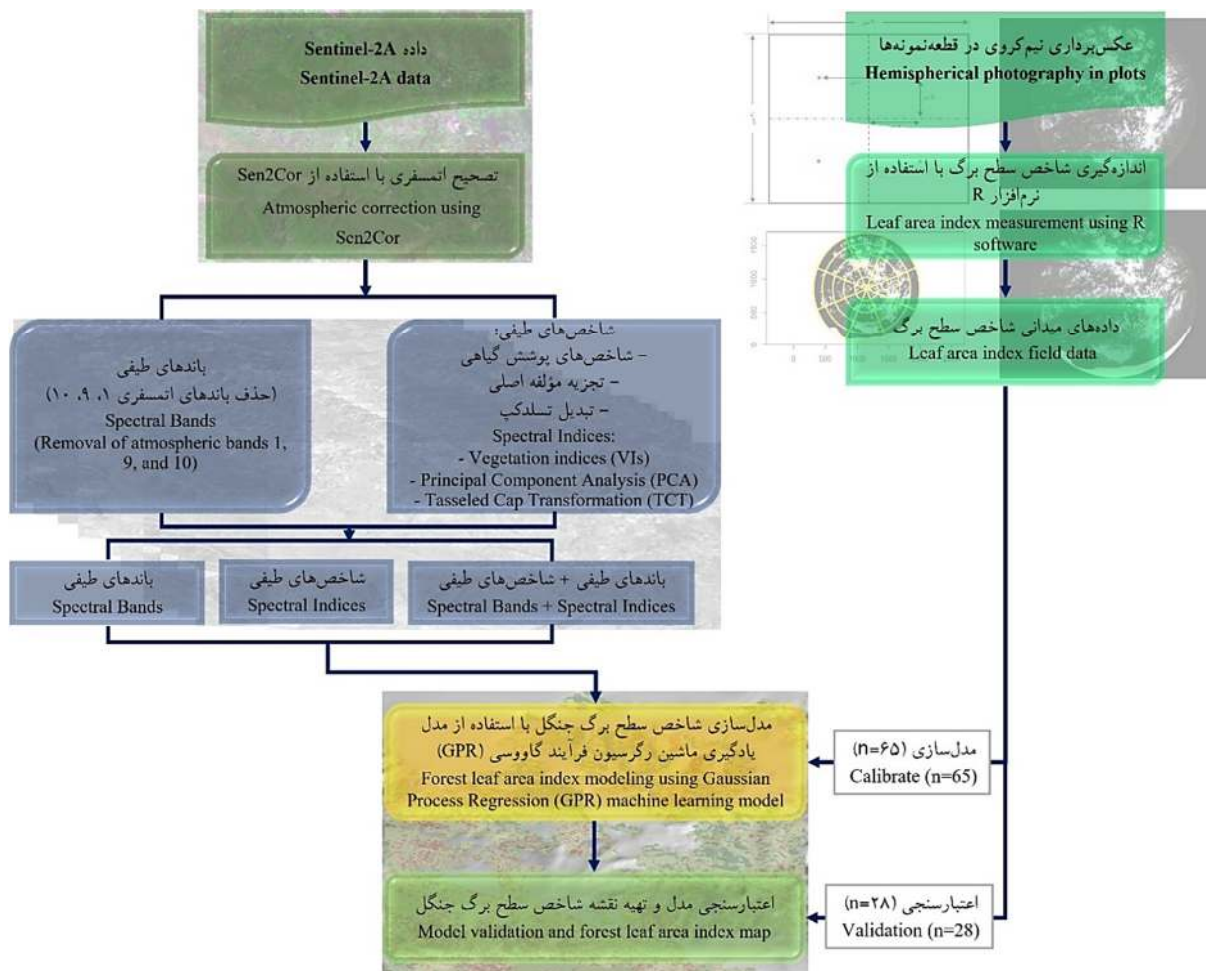 داده Sentinel-2A
Sentinel-2A data
تصحیح اتمسفری با استفاده از Sen2Cor
Atmospheric correction using
Sen2Cor
عکس‌برداری نیم‌کروی در قطعه‌نمونه‌ها
Hemispherical photography in plots
اندازه‌گیری شاخص سطح برگ با استفاده از
نرم‌افزار R
Leaf area index measurement using R
software
1500
1000
500
0
0
500
1000
داده‌های میدانی شاخص سطح برگ
Leaf area index field data
باندهای طیفی
(حذف باندهای اتمسفری ۱، ۹، ۱۰)
Spectral Bands
(Removal of atmospheric bands 1,
9, and 10)
شاخص‌های طیفی:
– شاخص‌های پوشش گیاهی
– تجزیه مؤلفه اصلی
– تبدیل تسلدکپ
Spectral Indices:
- Vegetation indices (VIs)
- Principal Component Analysis (PCA)
- Tasseled Cap Transformation (TCT)
باندهای طیفی
Spectral Bands
شاخص‌های طیفی
Spectral Indices
باندهای طیفی + شاخص‌های طیفی
Spectral Bands + Spectral Indices
مدل‌سازی شاخص سطح برگ جنگل با استفاده از مدل
یادگیری ماشین رگرسیون فرآیند گاووسی (GPR)
Forest leaf area index modeling using Gaussian
Process Regression (GPR) machine learning model
مدل‌سازی (n=۶۵)
Calibrate (n=65)
اعتبارسنجی مدل و تهیه نقشه شاخص سطح برگ جنگل
Model validation and forest leaf area index map
اعتبارسنجی (n=۲۸)
Validation (n=28)